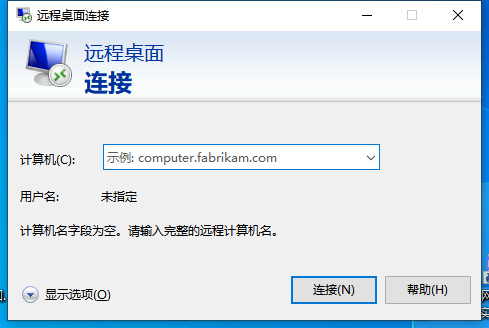 远程桌面连接
远程桌面
连接
计算机(C):
示例: computer.fabrikam.com
用户名:
未指定
计算机名字段为空。请输入完整的远程计算机名。
显示选项(O)
连接(N)
帮助(H)
网